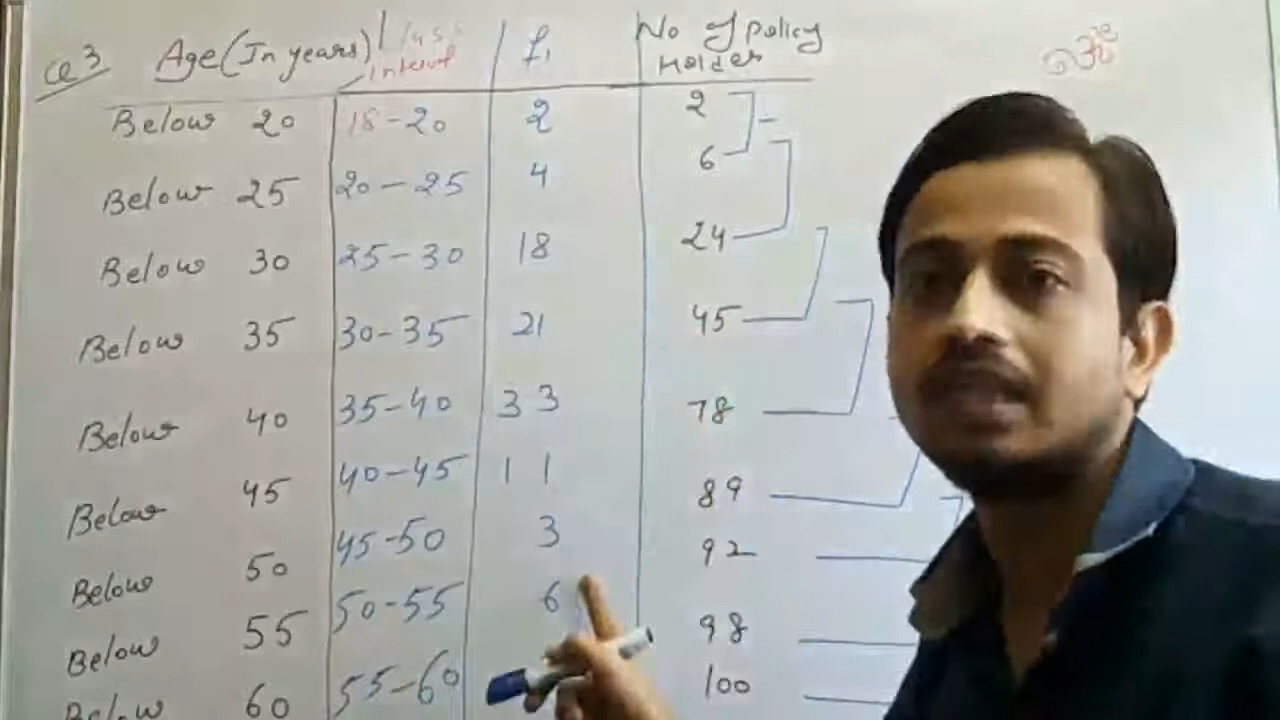 Q 3 Age (In years) Class Interval f₁ No of policy Holder
Below 20 18-20 2 2
Below 25 20-25 4 6
Below 30 25-30 18 24
Below 35 30-35 21 45
Below 40 35-40 33 78
Below 45 40-45 11 89
Below 50 45-50 3 92
Below 55 50-55 6 98
Below 60 55-60 100